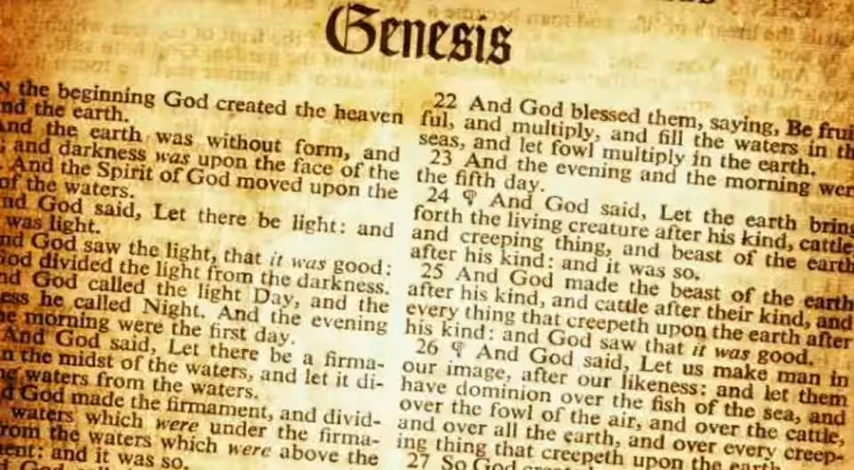 Genesis
the beginning God created the heaven
nd the earth.
And the earth was without form, and
; and darkness was upon the face of the
And the Spirit of God moved upon the
of the waters.
nd God said, Let there be light: and
was light.
nd God saw the light, that it was good:
God divided the light from the darkness.
nd God called the light Day, and the
ess he called Night. And the evening
he morning were the first day.
And God said, Let there be a firma-
n the midst of the waters, and let it di-
waters from the waters.
d God made the firmament, and divid-
waters which were under the firma-
from the waters which were above the
ent: and it was so.
22 And God blessed them, saying, Be frui
ful, and multiply, and fill the waters in th
seas, and let fowl multiply in the earth.
23 And the evening and the morning wer
the fifth day.
24 ¶ And God said, Let the earth bring
forth the living creature after his kind, cattle
and creeping thing, and beast of the earth
after his kind: and it was so.
25 And God made the beast of the earth
after his kind, and cattle after their kind, and
every thing that creepeth upon the earth after
his kind: and God saw that it was good.
26 ¶ And God said, Let us make man in
our image, after our likeness: and let them
have dominion over the fish of the sea, and
over the fowl of the air, and over the cattle,
and over all the earth, and over every creep-
ing thing that creepeth upon the earth.
27 So God